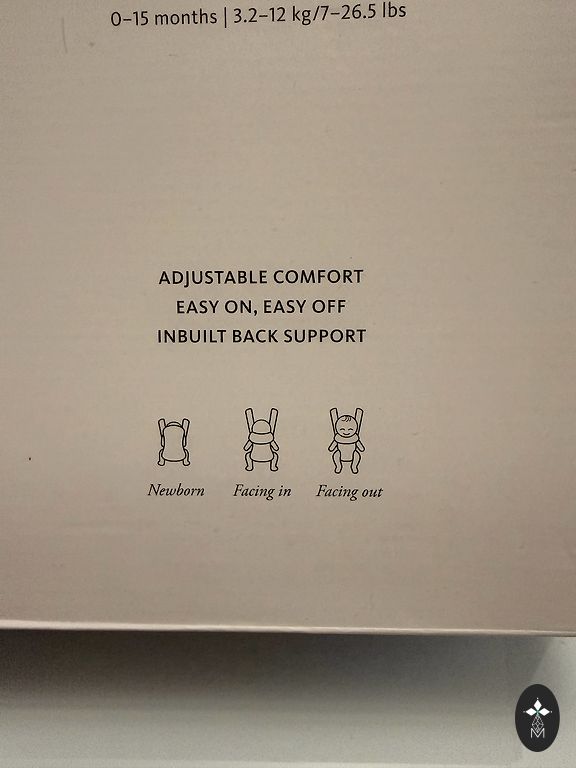 0–15 months | 3.2–12 kg/7–26.5 lbs
ADJUSTABLE COMFORT
EASY ON, EASY OFF
INBUILT BACK SUPPORT
Newborn Facing in Facing out
M